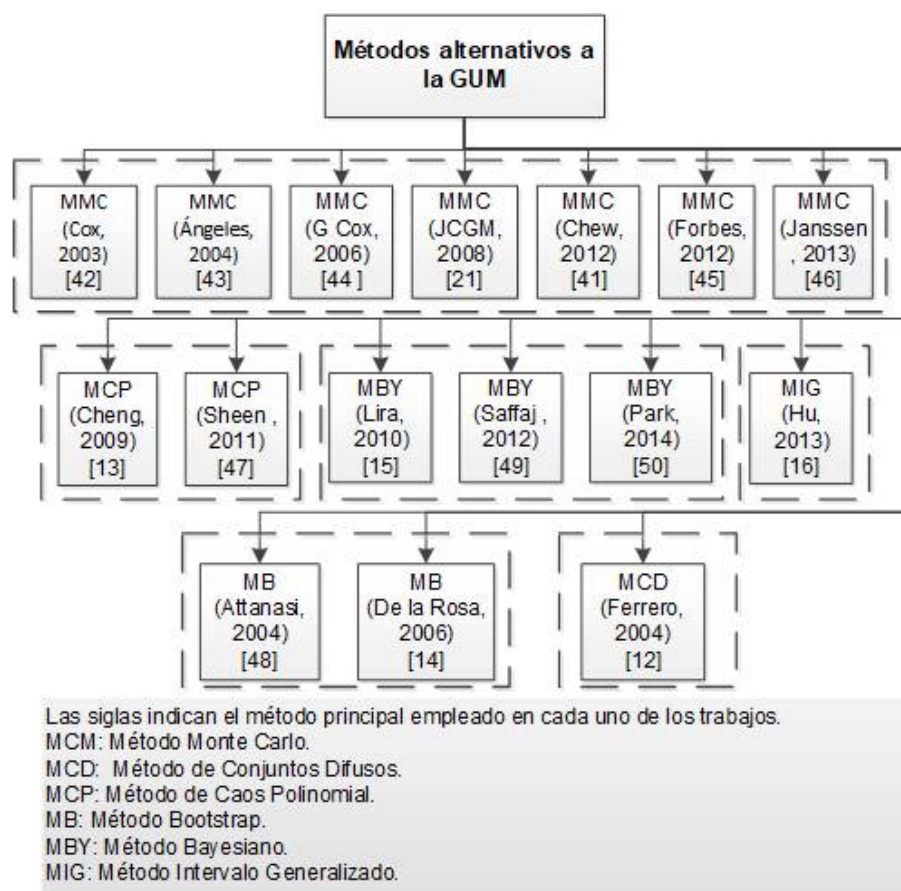 Métodos alternativos a
la GUM
MMC
(Cox,
2003)
[42]
MMC
(Ángeles,
2004)
[43]
MMC
(G Cox,
2006)
[44 ]
MMC
(JCGM,
2008)
[21]
MMC
(Chew,
2012)
[41]
MMC
(Forbes,
2012)
[45]
MMC
(Janssen
, 2013)
[46]
MCP
(Cheng,
2009)
[13]
MCP
(Sheen ,
2011)
[47]
MBY
(Lira,
2010)
[15]
MBY
(Saffaj ,
2012)
[49]
MBY
(Park,
2014)
[50]
MIG
(Hu,
2013)
[16]
MB
(Attanasi,
2004)
[48]
MB
(De la Rosa,
2006)
[14]
MCD
(Ferrero,
2004)
[12]
Las siglas indican el método principal empleado en cada uno de los trabajos.
MCM: Método Monte Carlo.
MCD: Método de Conjuntos Difusos.
MCP: Método de Caos Polinomial.
MB: Método Bootstrap.
MBY: Método Bayesiano.
MIG: Método Intervalo Generalizado.